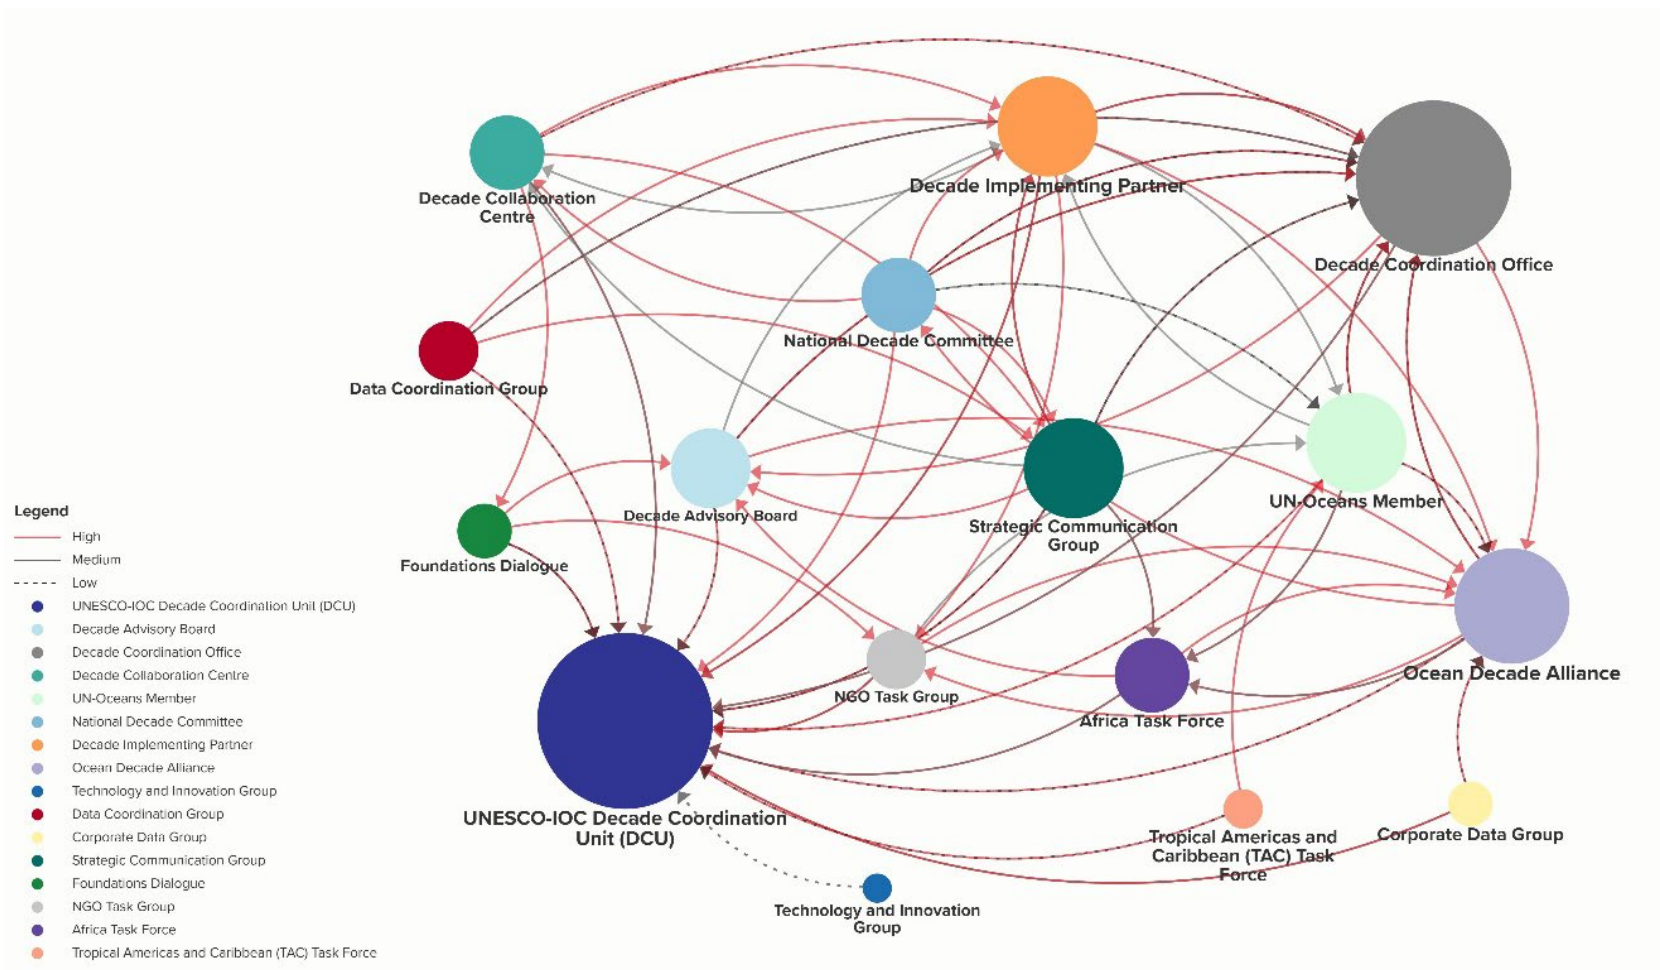 Decade Collaboration
Centre
Decade Implementing Partner
Decade Coordination Office
National Decade Committee
Data Coordination Group
Decade Advisory Board
Strategic Communication
Group
UN-Oceans Member
Foundations Dialogue
NGO Task Group
Africa Task Force
Ocean Decade Alliance
UNESCO-IOC Decade Coordination
Unit (DCU)
Tropical Americas and
Caribbean (TAC) Task
Force
Corporate Data Group
Technology and Innovation
Group
Legend
High
Medium
Low
UNESCO-IOC Decade Coordination Unit (DCU)
Decade Advisory Board
Decade Coordination Office
Decade Collaboration Centre
UN-Oceans Member
National Decade Committee
Decade Implementing Partner
Ocean Decade Alliance
Technology and Innovation Group
Data Coordination Group
Corporate Data Group
Strategic Communication Group
Foundations Dialogue
NGO Task Group
Africa Task Force
Tropical Americas and Caribbean (TAC) Task Force